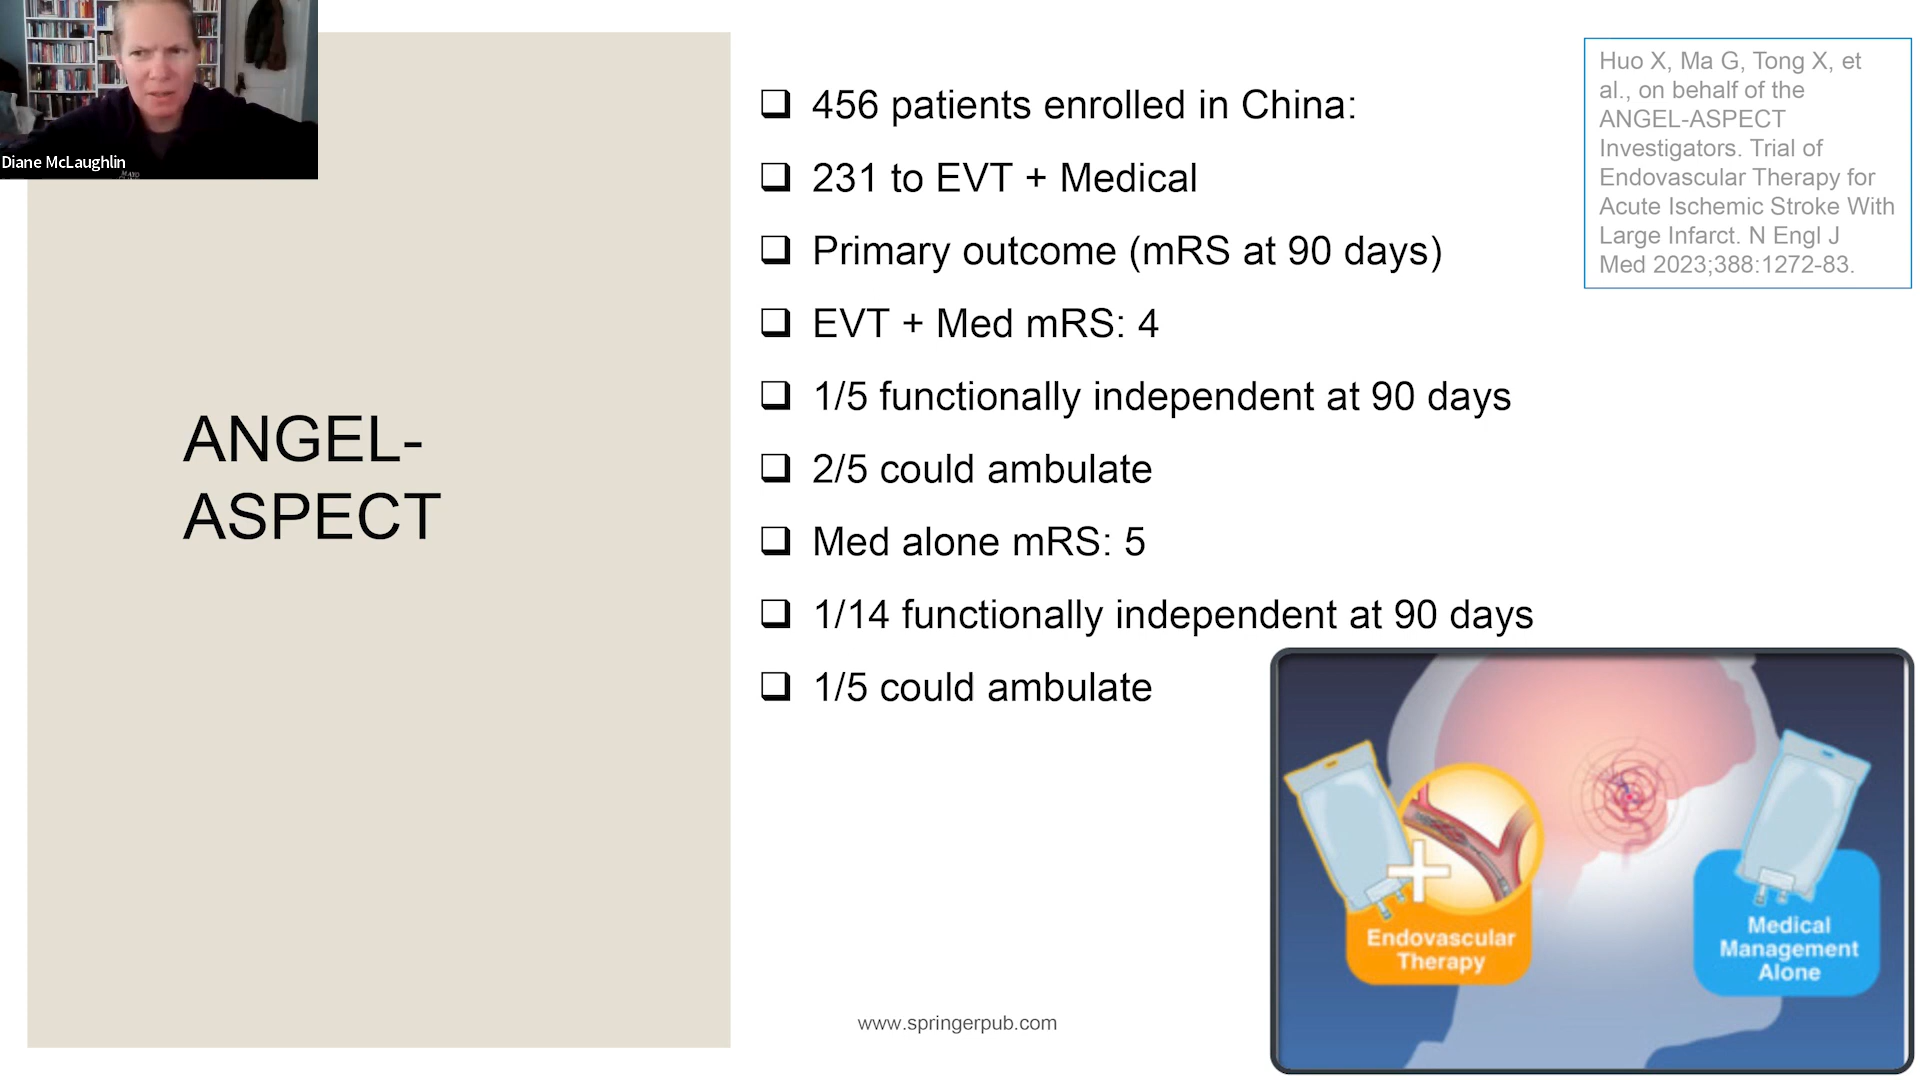 Diane McLaughlin
ANGEL-
ASPECT
❑ 456 patients enrolled in China:
❑ 231 to EVT + Medical
❑ Primary outcome (mRS at 90 days)
❑ EVT + Med mRS: 4
❑ 1/5 functionally independent at 90 days
❑ 2/5 could ambulate
❑ Med alone mRS: 5
❑ 1/14 functionally independent at 90 days
❑ 1/5 could ambulate
Huo X, Ma G, Tong X, et
al., on behalf of the
ANGEL-ASPECT
Investigators. Trial of
Endovascular Therapy for
Acute Ischemic Stroke With
Large Infarct. N Engl J
Med 2023;388:1272-83.
Endovascular
Therapy
Medical
Management
Alone
www.springerpub.com